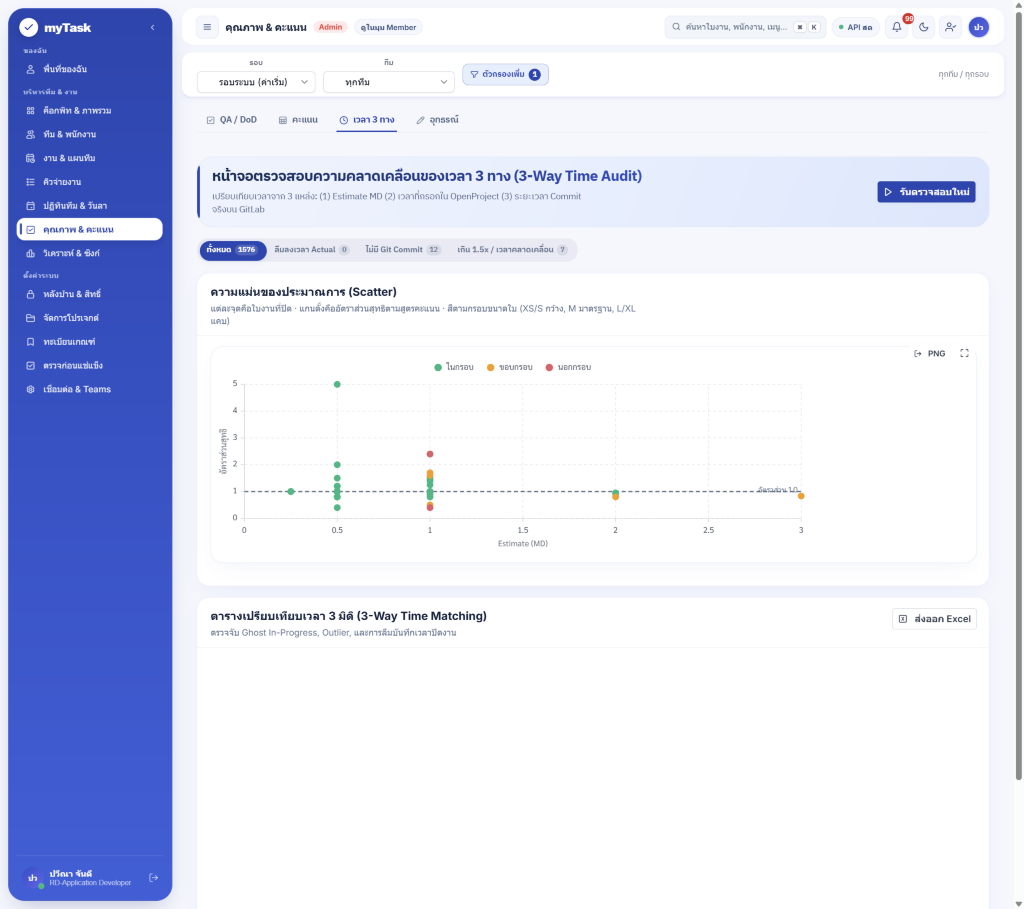 myTask
ของฉัน
พื้นที่ของฉัน
บริหารทีม & งาน
ค็อกพิท & ภาพรวม
ทีม & พนักงาน
งาน & แผนทีม
คิวจ่ายงาน
ปฏิทินทีม & วันลา
คุณภาพ & คะแนน
วิเคราะห์ & ซิงก์
ตั้งค่าระบบ
หลังบ้าน & สิทธิ์
จัดการโปรเจกต์
ทะเบียนเกณฑ์
ตรวจก่อนแช่แข็ง
เชื่อมต่อ & Teams
ปวีณา จันดี
RD-Application Developer
คุณภาพ & คะแนน Admin ดูในมุม Member
ค้นหาใบงาน, พนักงาน, เมนู... ⌘ K
API สด
99
ปา
รอบ
รอบระบบ (ค่าเริ่ม)
ทีม
ทุกทีม
ตัวกรองเพิ่ม 1
ทุกทีม / ทุกรอบ
QA / DoD คะแนน เวลา 3 ทาง อุทธรณ์
หน้าจอตรวจสอบความคลาดเคลื่อนของเวลา 3 ทาง (3-Way Time Audit)
เปรียบเทียบเวลาจาก 3 แหล่ง: (1) Estimate MD (2) เวลาที่กรอกใน OpenProject (3) ระยะเวลา Commit
จริงบน GitLab
รันตรวจสอบใหม่
ทั้งหมด 1576 ลืมลงเวลา Actual 0 ไม่มี Git Commit 12 เกิน 1.5x / เวลาคลาดเคลื่อน 7
ความแม่นของประมาณการ (Scatter)
แต่ละจุดคือใบงานที่ปิด · แกนตั้งคืออัตราส่วนสุทธิตามสูตรคะแนน · สีตามกรอบขนาดใบ (XS/S กว้าง, M มาตรฐาน, L/XL
แคบ)
PNG
ในกรอบ ขอบกรอบ นอกกรอบ
อัตราส่วนสุทธิ
5
4
3
2
1
0
อัตราส่วน 1.0
0 0.5 1 1.5 2 2.5 3
Estimate (MD)
ตารางเปรียบเทียบเวลา 3 มิติ (3-Way Time Matching)
ตรวจจับ Ghost In-Progress, Outlier, และการลืมบันทึกเวลาปิดงาน
ส่งออก Excel